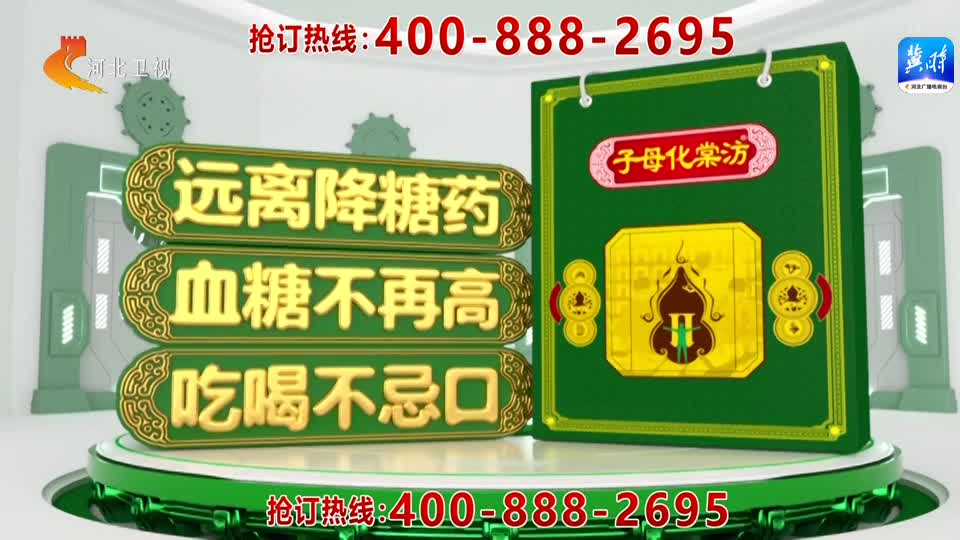 抢订热线:400-888-2695
河北卫视
冀时
河北广播电视台
子母化棠汸
远离降糖药
血糖不再高
吃喝不忌口
抢订热线:400-888-2695